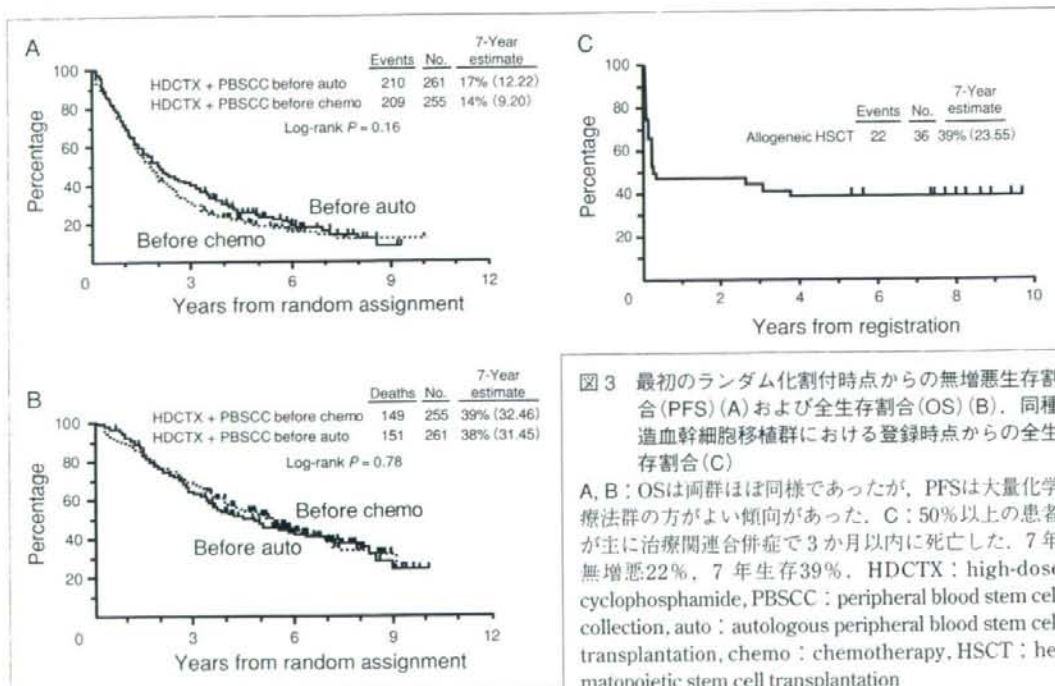 A
7-Year
Events No. estimate
HDCTX + PBSCC before auto 210 261 17% (12.22)
HDCTX + PBSCC before chemo 209 255 14% (9.20)
Log-rank P = 0.16
Percentage
100
80
60
40
20
Before auto
Before chemo
0 3 6 9 12
Years from random assignment
B
7-Year
Deaths No. estimate
HDCTX + PBSCC before chemo 149 255 39% (32.46)
HDCTX + PBSCC before auto 151 261 38% (31.45)
Log-rank P = 0.78
Percentage
100
80
60
40
20
Before chemo
Before auto
0 3 6 9 12
Years from random assignment
C
7-Year
Events No. estimate
Allogeneic HSCT 22 36 39% (23.55)
Percentage
100
80
60
40
20
0 2 4 6 8 10
Years from registration
図3 最初のランダム化割付時点からの無増悪生存割
合(PFS)(A)および全生存割合(OS)(B).同種
造血幹細胞移植群における登録時点からの全生
存割合(C)
A, B:OSは両群ほぼ同様であったが,PFSは大量化学
療法群の方がよい傾向があった.C:50%以上の患者
が主に治療関連合併症で3か月以内に死亡した.7年
無増悪22%,7年生存39%.HDCTX:high-dose
cyclophosphamide, PBSCC:peripheral blood stem cell
collection, auto:autologous peripheral blood stem cell
transplantation, chemo:chemotherapy, HSCT:he-
matopoietic stem cell transplantation